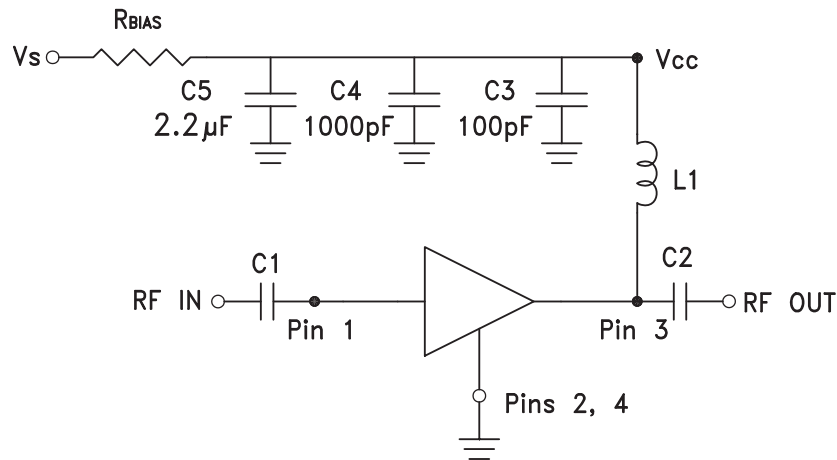 RBIAS
Vs
Vcc
C5
2.2µF
C4
1000pF
C3
100pF
L1
C1
C2
RF IN
RF OUT
Pin 1
Pin 3
Pins 2, 4